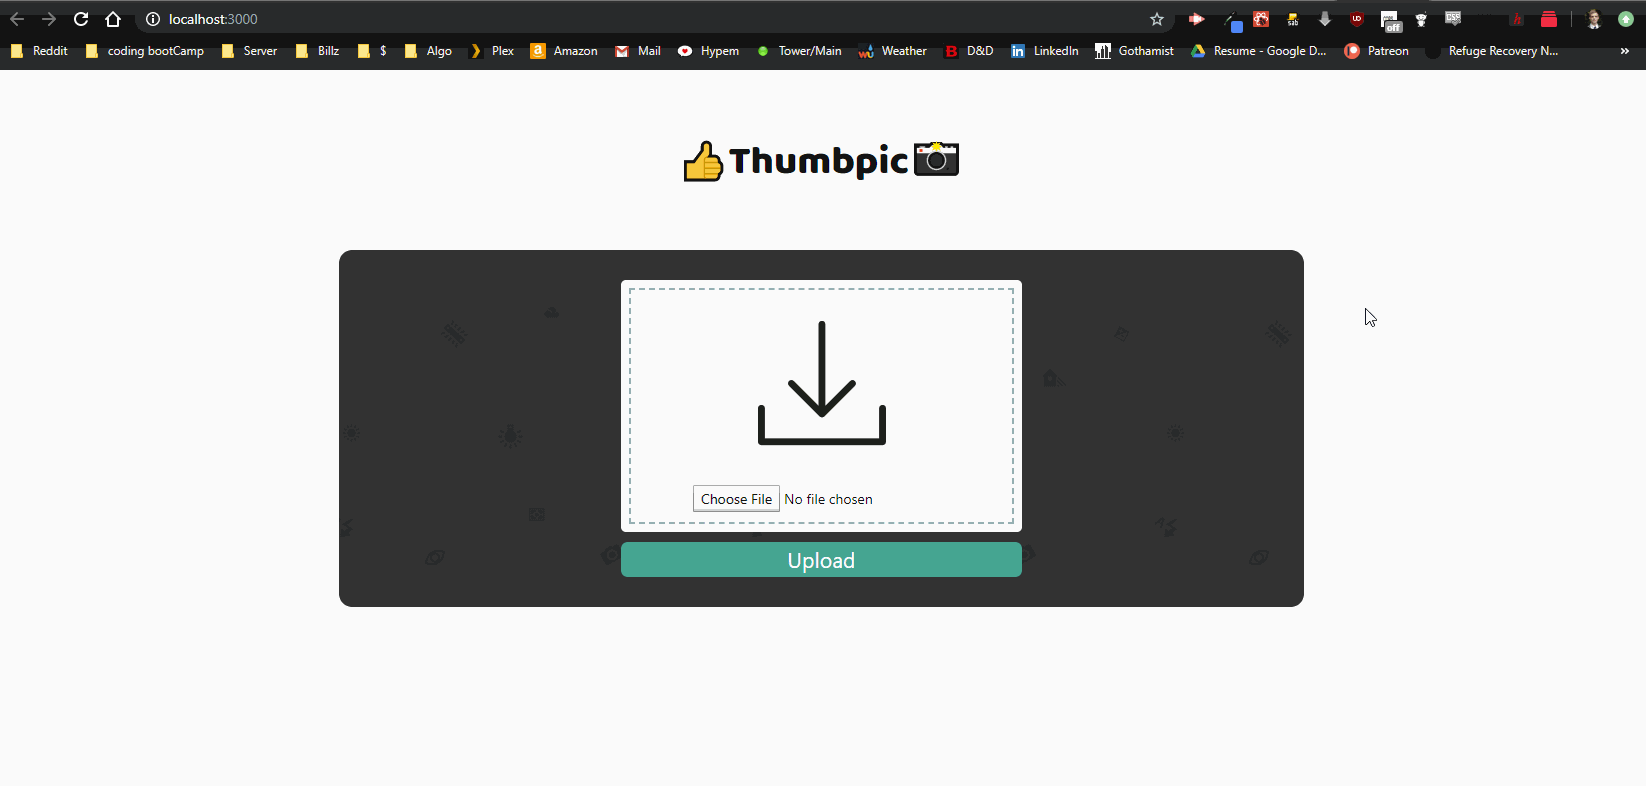 localhost:3000
Reddit coding bootCamp Server Billz $ Algo Plex Amazon Mail Hypem Tower/Main Weather D&D LinkedIn Gothamist Resume - Google D... Patreon Refuge Recovery N... »
Thumbpic
Choose File No file chosen
Upload